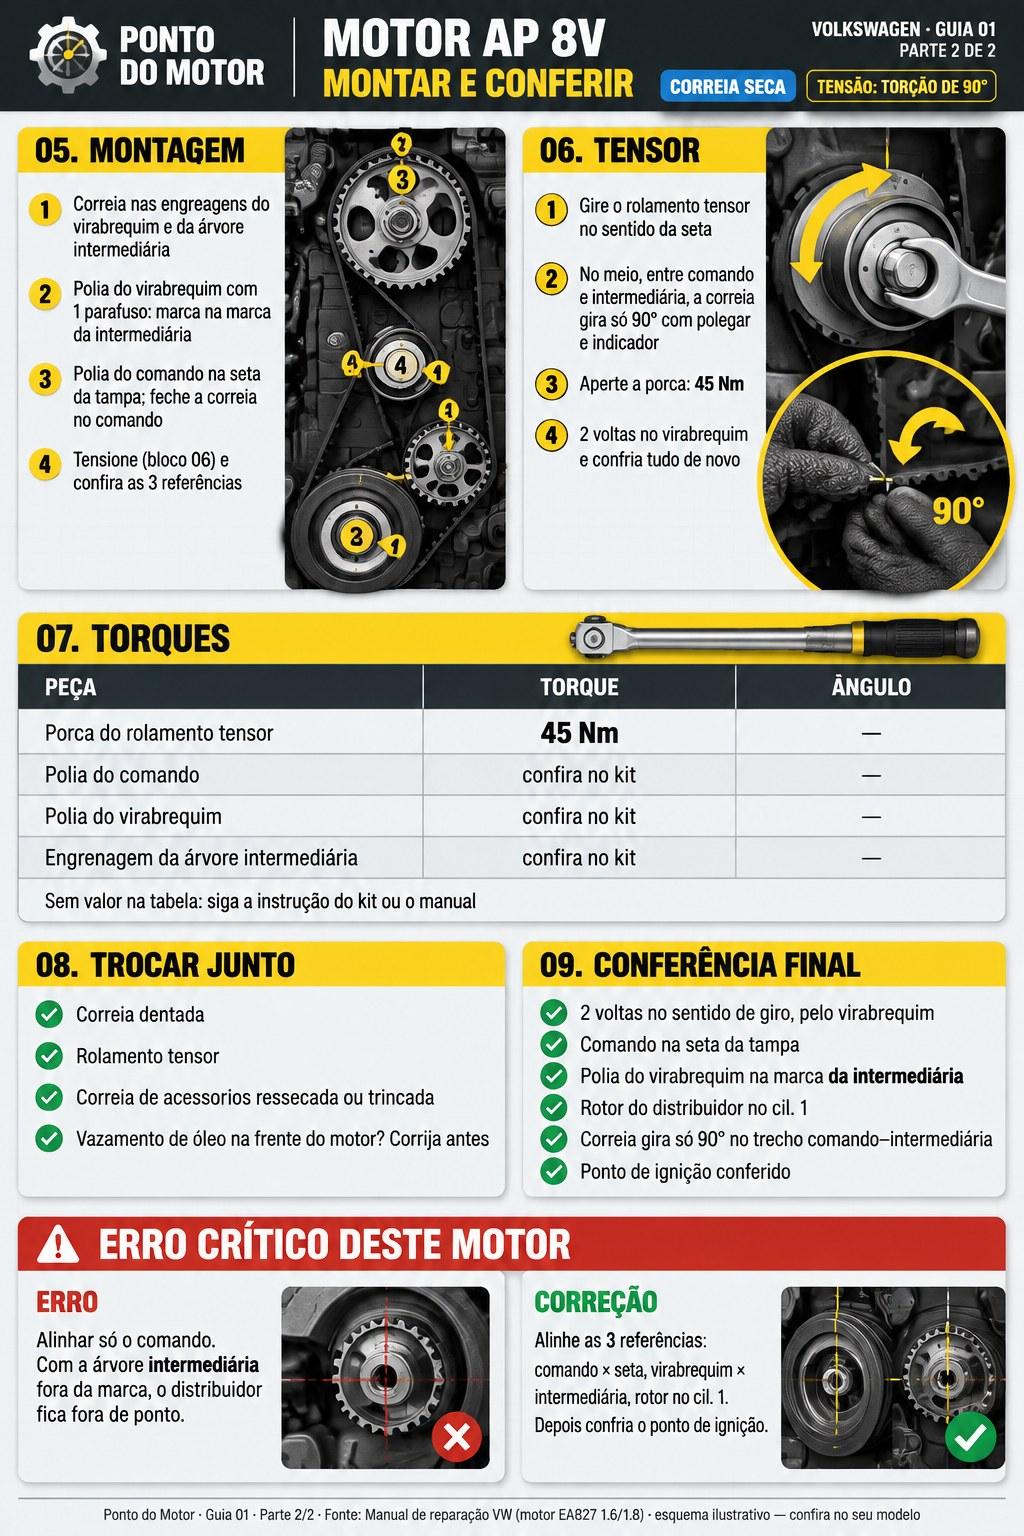 PONTO
DO MOTOR
MOTOR AP 8V
MONTAR E CONFERIR
VOLKSWAGEN · GUIA 01
PARTE 2 DE 2
CORREIA SECA
TENSÃO: TORÇÃO DE 90°
05. MONTAGEM
1 Correia nas engreagens do
virabrequim e da árvore
intermediária
2 Polia do virabrequim com
1 parafuso: marca na marca
da intermediária
3 Polia do comando na seta
da tampa; feche a correia
no comando
4 Tensione (bloco 06) e
confira as 3 referências
3
4
4
1
1
1
06. TENSOR
1 Gire o rolamento tensor
no sentido da seta
2 No meio, entre comando
e intermediária, a correia
gira só 90° com polegar
e indicador
3 Aperte a porca: 45 Nm
4 2 voltas no virabrequim
e confria tudo de novo
90°
07. TORQUES
PEÇA TORQUE ÀNGULO
Porca do rolamento tensor 45 Nm —
Polia do comando confira no kit —
Polia do virabrequim confira no kit —
Engrenagem da árvore intermediária confira no kit —
Sem valor na tabela: siga a instrução do kit ou o manual
08. TROCAR JUNTO
Correia dentada
Rolamento tensor
Correia de acessorios ressecada ou trincada
Vazamento de óleo na frente do motor? Corrija antes
09. CONFERÊNCIA FINAL
2 voltas no sentido de giro, pelo virabrequim
Comando na seta da tampa
Polia do virabrequim na marca da intermediária
Rotor do distribuidor no cil. 1
Correia gira só 90° no trecho comando–intermediária
Ponto de ignição conferido
ERRO CRÍTICO DESTE MOTOR
ERRO
Alinhar só o comando.
Com a árvore intermediária
fora da marca, o distribuidor
fica fora de ponto.
CORREÇÃO
Alinhe as 3 referências:
comando × seta, virabrequim ×
intermediária, rotor no cil. 1.
Depois confria o ponto de ignição.
Ponto do Motor · Guia 01 · Parte 2/2 · Fonte: Manual de reparação VW (motor EA827 1.6/1.8) · esquema ilustrativo — confira no seu modelo